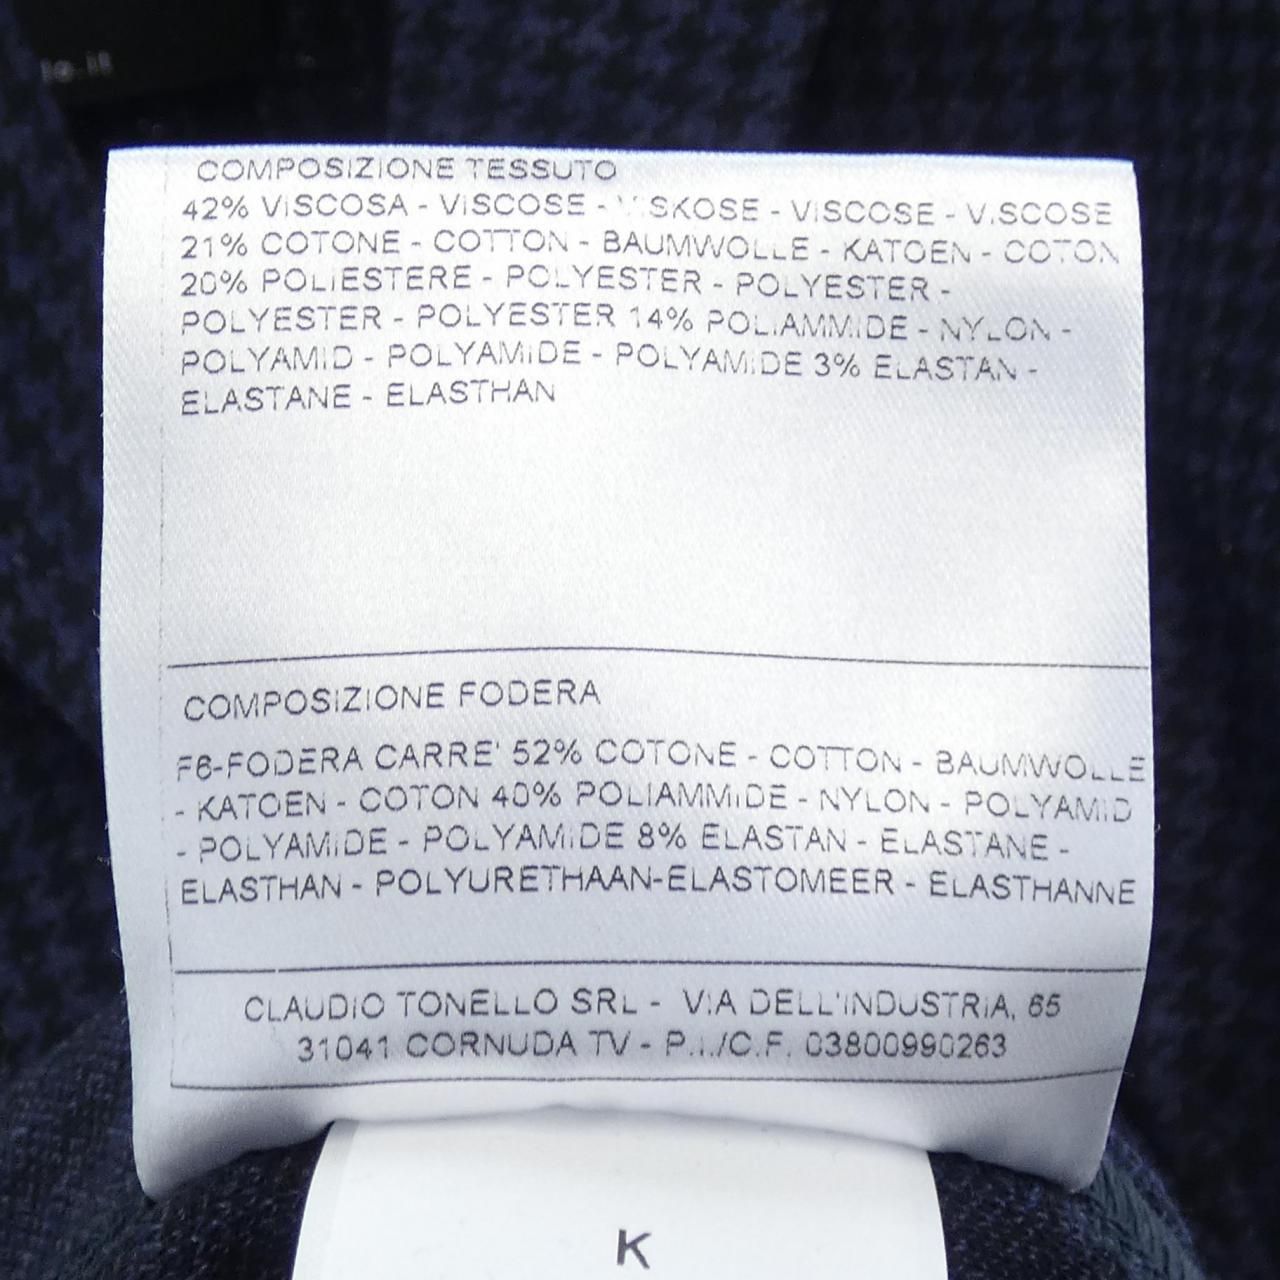 COMPOSIZIONE TESSUTO
42% VISCOSA - VISCOSE - VISKOSE - VISCOSE - VISCOSE
21% COTONE - COTTON - BAUMWOLLE - KATOEN - COTON
20% POLIESTERE - POLYESTER - POLYESTER -
POLYESTER - POLYESTER 14% POLIAMMIDE - NYLON -
POLYAMID - POLYAMIDE - POLYAMIDE 3% ELASTAN -
ELASTANE - ELASTHAN
COMPOSIZIONE FODERA
F6-FODERA CARRE' 52% COTONE - COTTON - BAUMWOLLE
- KATOEN - COTON 40% POLIAMMIDE - NYLON - POLYAMID
- POLYAMIDE - POLYAMIDE 8% ELASTAN - ELASTANE -
ELASTHAN - POLYURETHAAN-ELASTOMEER - ELASTHANNE
CLAUDIO TONELLO SRL - VIA DELL'INDUSTRIA, 65
31041 CORNUDA TV - P.I./C.F. 03800990263
K